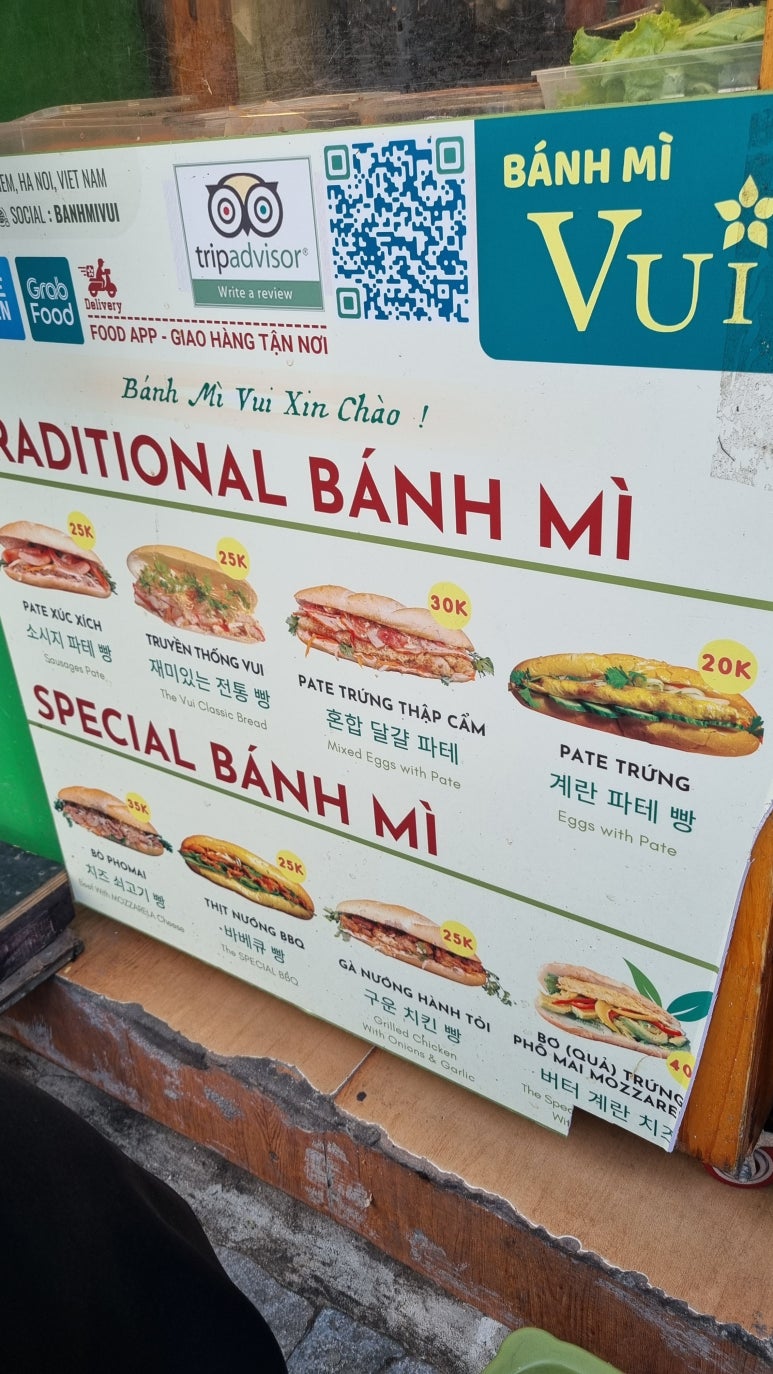 HA NOI, VIET NAM
SOCIAL : BANHMIVUI
tripadvisor®
Write a review
BÁNH MÌ
VUI
Grab
Food
Delivery
FOOD APP - GIAO HÀNG TẬN NƠI
Bánh Mì Vui Xin Chào !
RADITIONAL BÁNH MÌ
25K
PATE XÚC XÍCH
소시지 파테 빵
Sausages Pate
25K
TRUYỀN THỐNG VUI
재미있는 전통 빵
The Vui Classic Bread
30K
PATE TRỨNG THẬP CẨM
혼합 달걀 파테
Mixed Eggs with Pate
20K
PATE TRỨNG
계란 파테 빵
Eggs with Pate
SPECIAL BÁNH MÌ
35K
BÒ PHOMAI
치즈 쇠고기 빵
Beef With MOZZARELA Cheese
25K
THỊT NƯỚNG BBQ
·바베큐 빵
The SPECIAL BBQ
25K
GÀ NƯỚNG HÀNH TỎI
구운 치킨 빵
Grilled Chicken
With Onions & Garlic
40
BƠ (QUẢ) TRỨNG
PHÔ MAI MOZZARE
버터 계란 치즈
The Spec
Wit